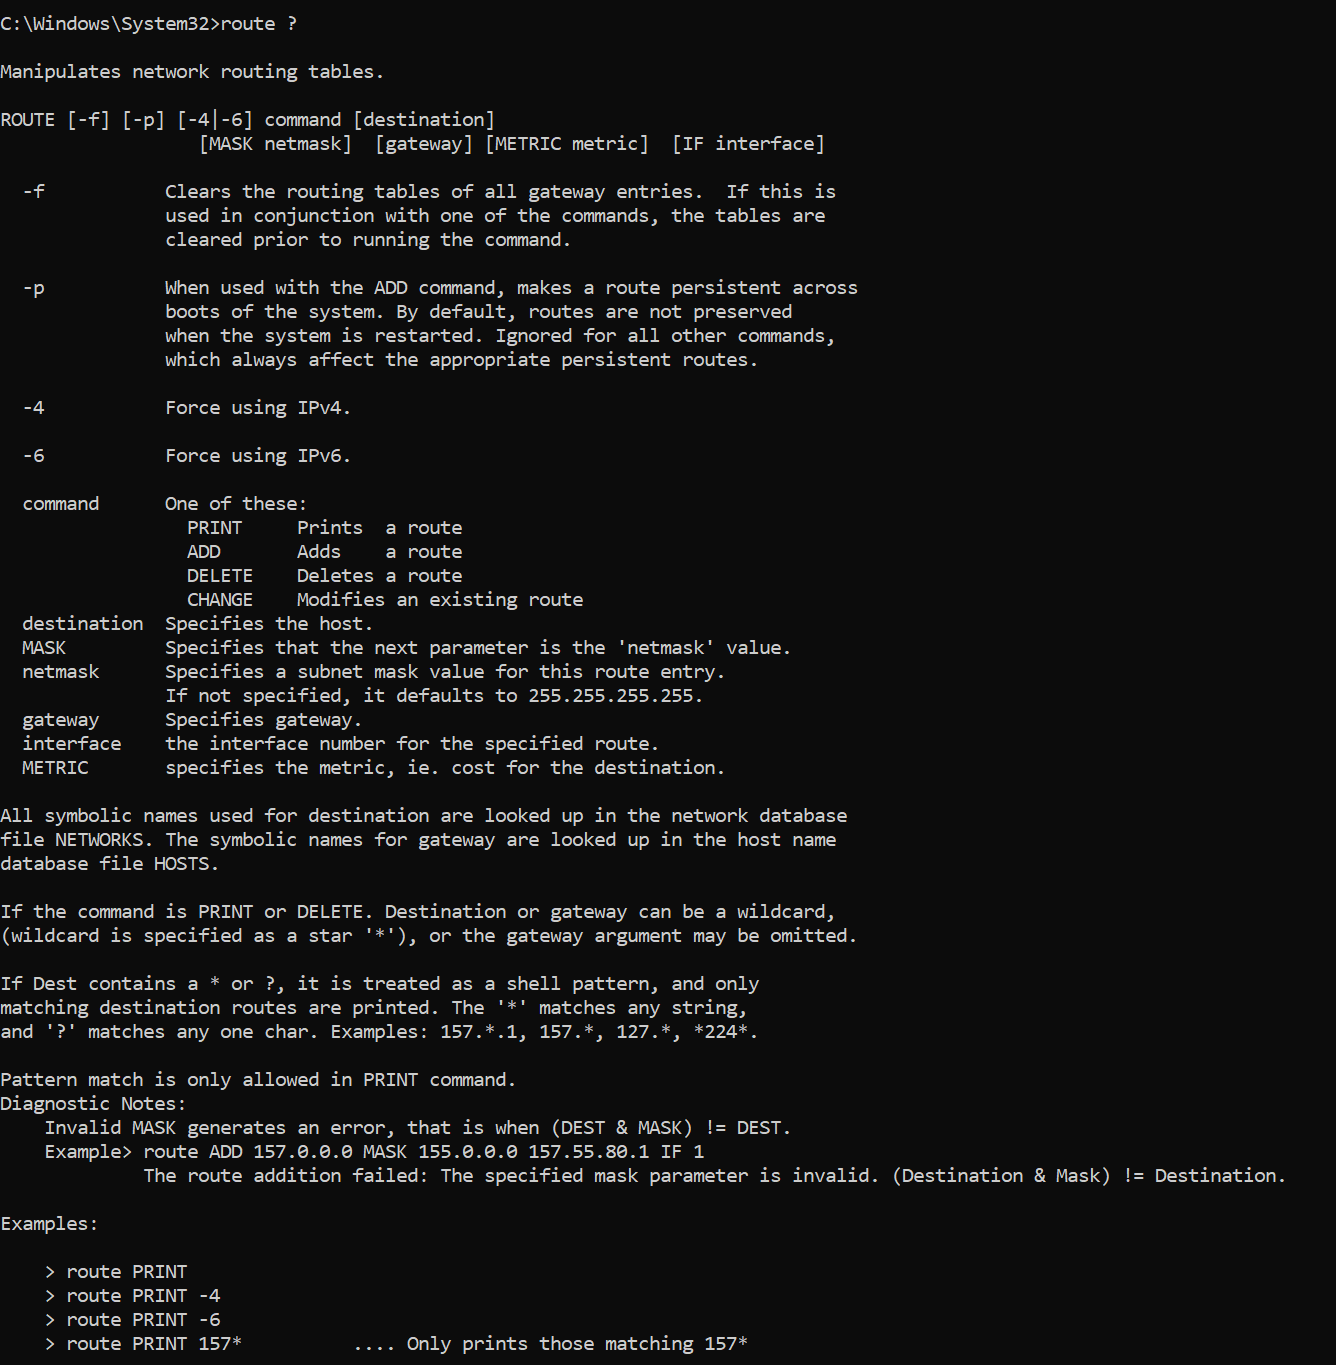 C:\Windows\System32>route ?
Manipulates network routing tables.
ROUTE [-f] [-p] [-4|-6] command [destination]
                  [MASK netmask]  [gateway] [METRIC metric]  [IF interface]
  -f           Clears the routing tables of all gateway entries.  If this is
               used in conjunction with one of the commands, the tables are
               cleared prior to running the command.
  -p           When used with the ADD command, makes a route persistent across
               boots of the system. By default, routes are not preserved
               when the system is restarted. Ignored for all other commands,
               which always affect the appropriate persistent routes.
  -4           Force using IPv4.
  -6           Force using IPv6.
  command      One of these:
                 PRINT     Prints  a route
                 ADD       Adds    a route
                 DELETE    Deletes a route
                 CHANGE    Modifies an existing route
  destination  Specifies the host.
  MASK         Specifies that the next parameter is the 'netmask' value.
  netmask      Specifies a subnet mask value for this route entry.
               If not specified, it defaults to 255.255.255.255.
  gateway      Specifies gateway.
  interface    the interface number for the specified route.
  METRIC       specifies the metric, ie. cost for the destination.
All symbolic names used for destination are looked up in the network database
file NETWORKS. The symbolic names for gateway are looked up in the host name
database file HOSTS.
If the command is PRINT or DELETE. Destination or gateway can be a wildcard,
(wildcard is specified as a star '*'), or the gateway argument may be omitted.
If Dest contains a * or ?, it is treated as a shell pattern, and only
matching destination routes are printed. The '*' matches any string,
and '?' matches any one char. Examples: 157.*.1, 157.*, 127.*, *224*.
Pattern match is only allowed in PRINT command.
Diagnostic Notes:
    Invalid MASK generates an error, that is when (DEST & MASK) != DEST.
    Example> route ADD 157.0.0.0 MASK 155.0.0.0 157.55.80.1 IF 1
             The route addition failed: The specified mask parameter is invalid. (Destination & Mask) != Destination.
Examples:
    > route PRINT
    > route PRINT -4
    > route PRINT -6
    > route PRINT 157*          .... Only prints those matching 157*